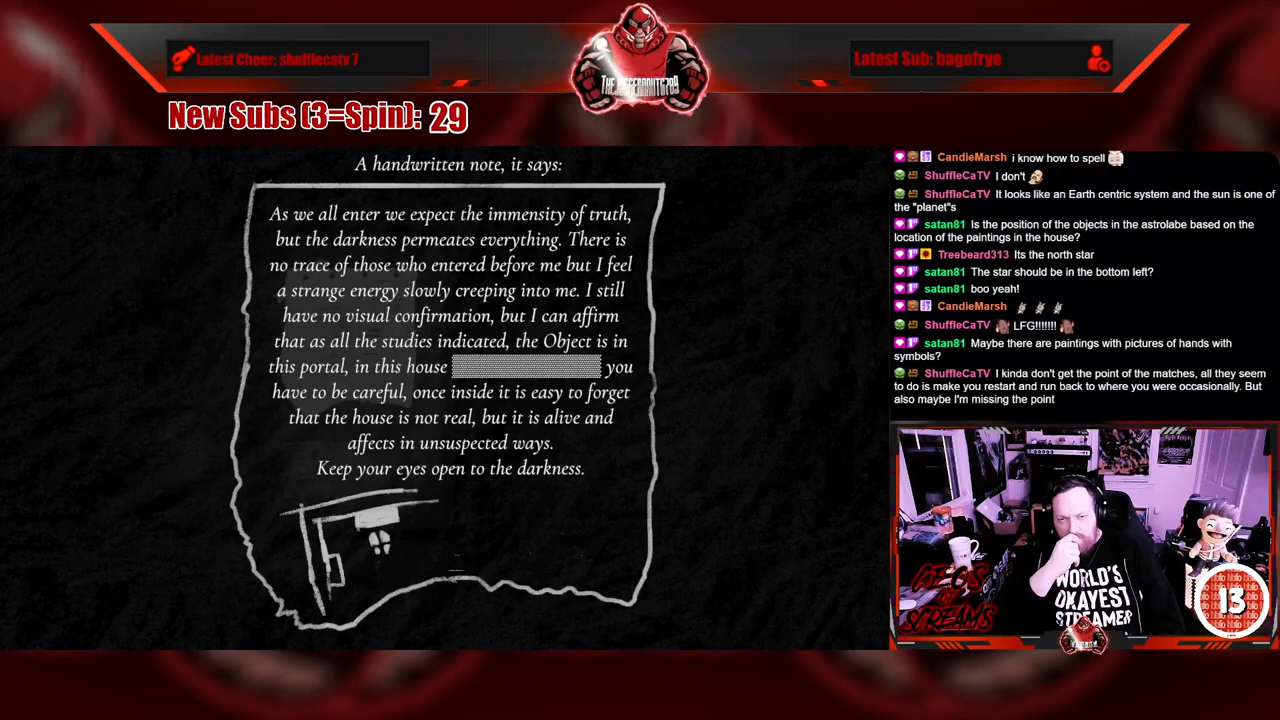 Latest Cheer: shufflecatv 7
Latest Sub: bagofrye
New Subs (3=Spin): 29
A handwritten note, it says:
As we all enter we expect the immensity of truth,
but the darkness permeates everything. There is
no trace of those who entered before me but I feel
a strange energy slowly creeping into me. I still
have no visual confirmation, but I can affirm
that as all the studies indicated, the Object is in
this portal, in this house you
have to be careful, once inside it is easy to forget
that the house is not real, but it is alive and
affects in unsuspected ways.
Keep your eyes open to the darkness.
CandieMarsh i know how to spell
ShuffleCaTV I don't
ShuffleCaTV It looks like an Earth centric system and the sun is one of
the "planet"s
satan81 Is the position of the objects in the astrolabe based on the
location of the paintings in the house?
Treebeard313 Its the north star
satan81 The star should be in the bottom left?
satan81 boo yeah!
CandieMarsh
ShuffleCaTV LFG!!!!!!!
satan81 Maybe there are paintings with pictures of hands with
symbols?
ShuffleCaTV I kinda don't get the point of the matches, all they seem
to do is make you restart and run back to where you were occasionally. But
also maybe I'm missing the point
WORLD'S
OKAYEST
STREAMER
OF
SCREAMS
13